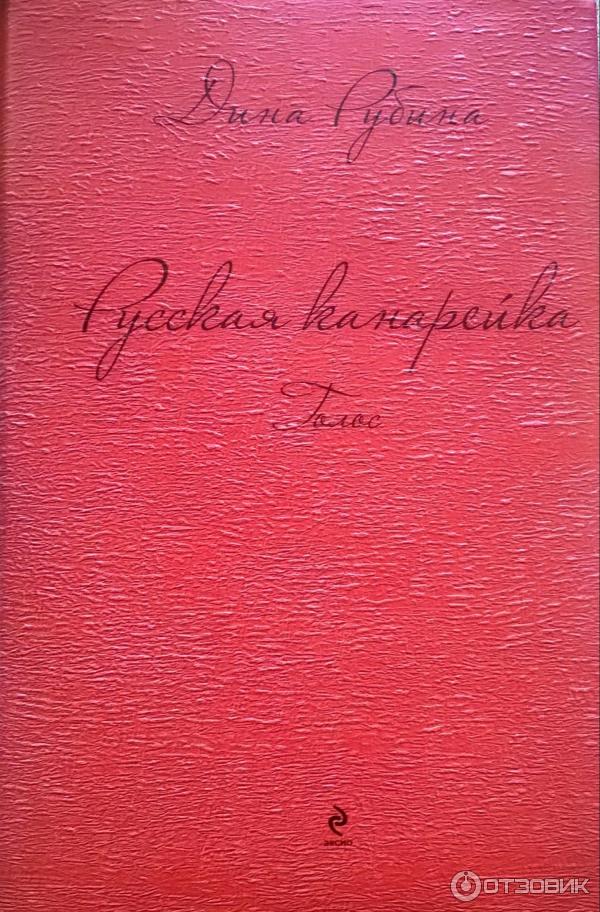 Дина Рубина
Русская канарейка
Голос
ЭКСМО
ОТЗОВИК